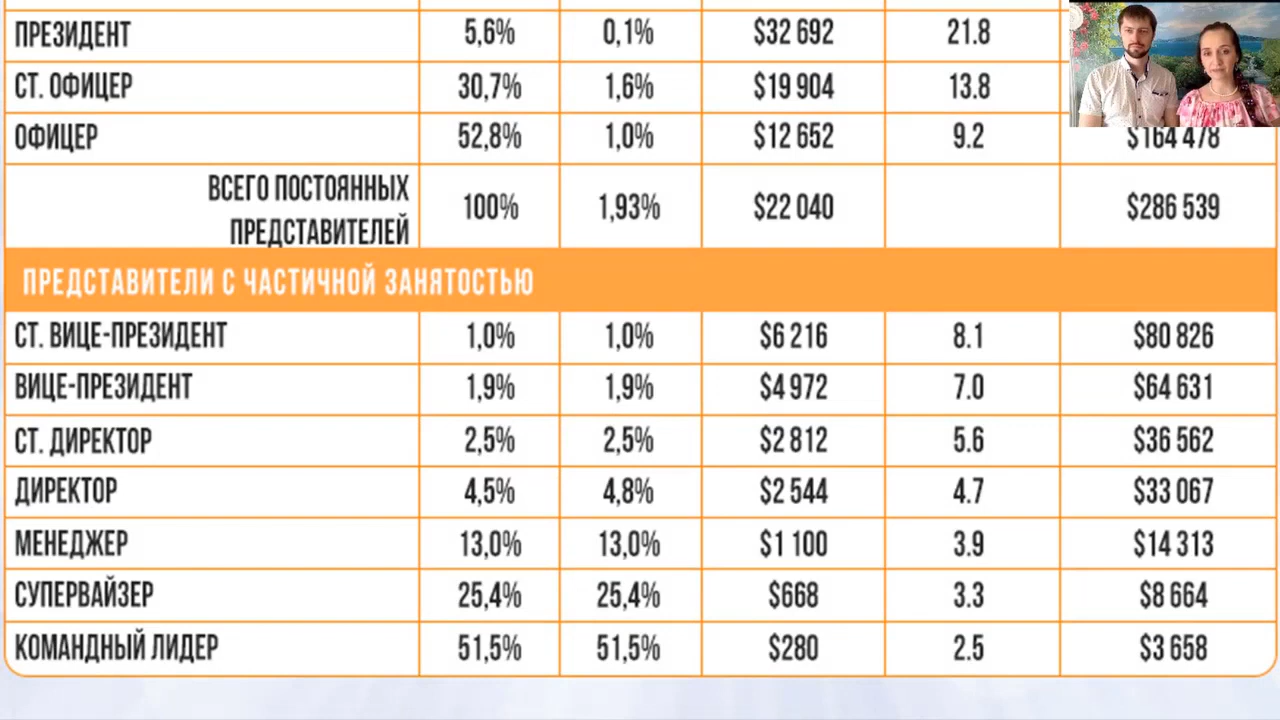 ПРЕЗИДЕНТ 5,6% 0,1% $32 692 21.8
СТ. ОФИЦЕР 30,7% 1,6% $19 904 13.8
ОФИЦЕР 52,8% 1,0% $12 652 9.2 $164 478
ВСЕГО ПОСТОЯННЫХ
ПРЕДСТАВИТЕЛЕЙ 100% 1,93% $22 040 $286 539
ПРЕДСТАВИТЕЛИ С ЧАСТИЧНОЙ ЗАНЯТОСТЬЮ
СТ. ВИЦЕ-ПРЕЗИДЕНТ 1,0% 1,0% $6 216 8.1 $80 826
ВИЦЕ-ПРЕЗИДЕНТ 1,9% 1,9% $4 972 7.0 $64 631
СТ. ДИРЕКТОР 2,5% 2,5% $2 812 5.6 $36 562
ДИРЕКТОР 4,5% 4,8% $2 544 4.7 $33 067
МЕНЕДЖЕР 13,0% 13,0% $1 100 3.9 $14 313
СУПЕРВАЙЗЕР 25,4% 25,4% $668 3.3 $8 664
КОМАНДНЫЙ ЛИДЕР 51,5% 51,5% $280 2.5 $3 658